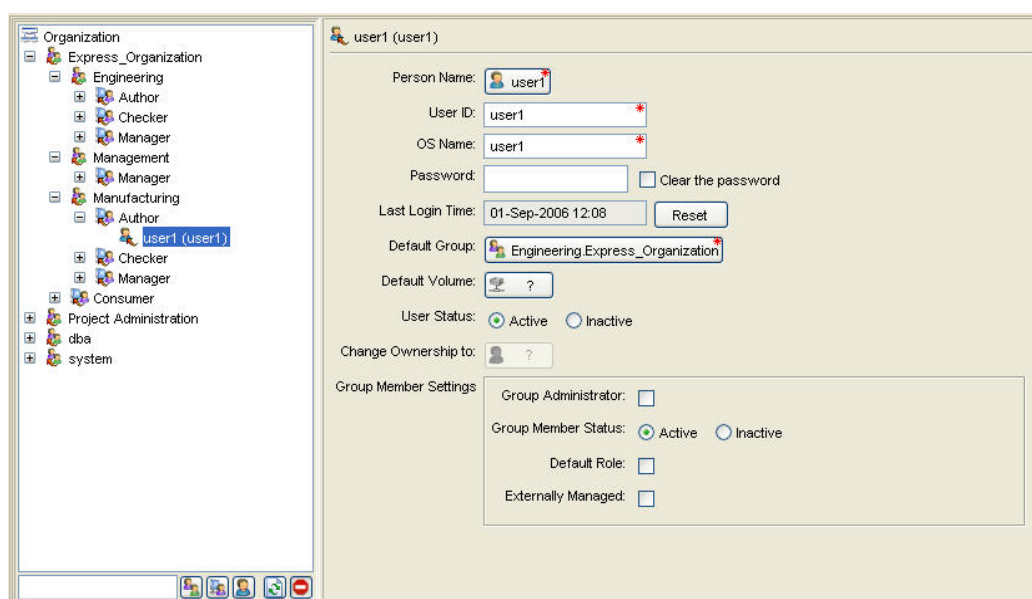 Organization
Express_Organization
Engineering
Author
Checker
Manager
Management
Manager
Manufacturing
Author
user1 (user1)
Checker
Manager
Consumer
Project Administration
dba
system
user1 (user1)
Person Name: user1*
User ID: user1 *
OS Name: user1 *
Password: Clear the password
Last Login Time: 01-Sep-2006 12:08 Reset
Default Group: Engineering.Express_Organization*
Default Volume: ?
User Status: Active Inactive
Change Ownership to: ?
Group Member Settings
Group Administrator:
Group Member Status: Active Inactive
Default Role:
Externally Managed: